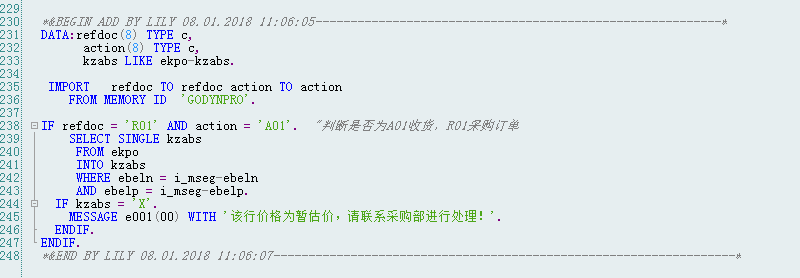 229
230 *&BEGIN ADD BY LILY 08.01.2018 11:06:05----------------------------------------------------------*
231 DATA:refdoc(8) TYPE c,
232 action(8) TYPE c,
233 kzabs LIKE ekpo-kzabs.
234
235 IMPORT refdoc TO refdoc action TO action
236 FROM MEMORY ID 'GODYNPRO'.
237
238 IF refdoc = 'R01' AND action = 'A01'. "判断是否为A01收货，R01采购订单
239 SELECT SINGLE kzabs
240 FROM ekpo
241 INTO kzabs
242 WHERE ebeln = i_mseg-ebeln
243 AND ebelp = i_mseg-ebelp.
244 IF kzabs = 'X'.
245 MESSAGE e001(00) WITH '该行价格为暂估价，请联系采购部进行处理！'.
246 ENDIF.
247 ENDIF.
248 *&END BY LILY 08.01.2018 11:06:07------------------------------------------------------------------*